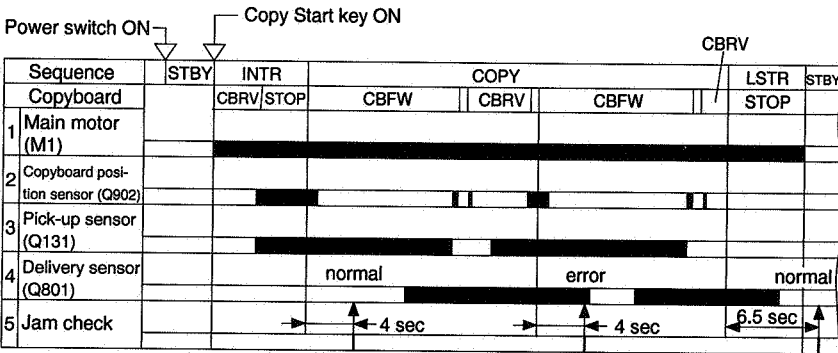 Power switch ON
Copy Start key ON
CBRV
Sequence STBY INTR COPY LSTR STBY
Copyboard CBRV STOP CBFW CBRV CBFW STOP
1 Main motor
(M1)
2 Copyboard posi-
tion sensor (Q902)
3 Pick-up sensor
(Q131)
4 Delivery sensor normal error normal
(Q801)
5 Jam check 4 sec 4 sec 6.5 sec